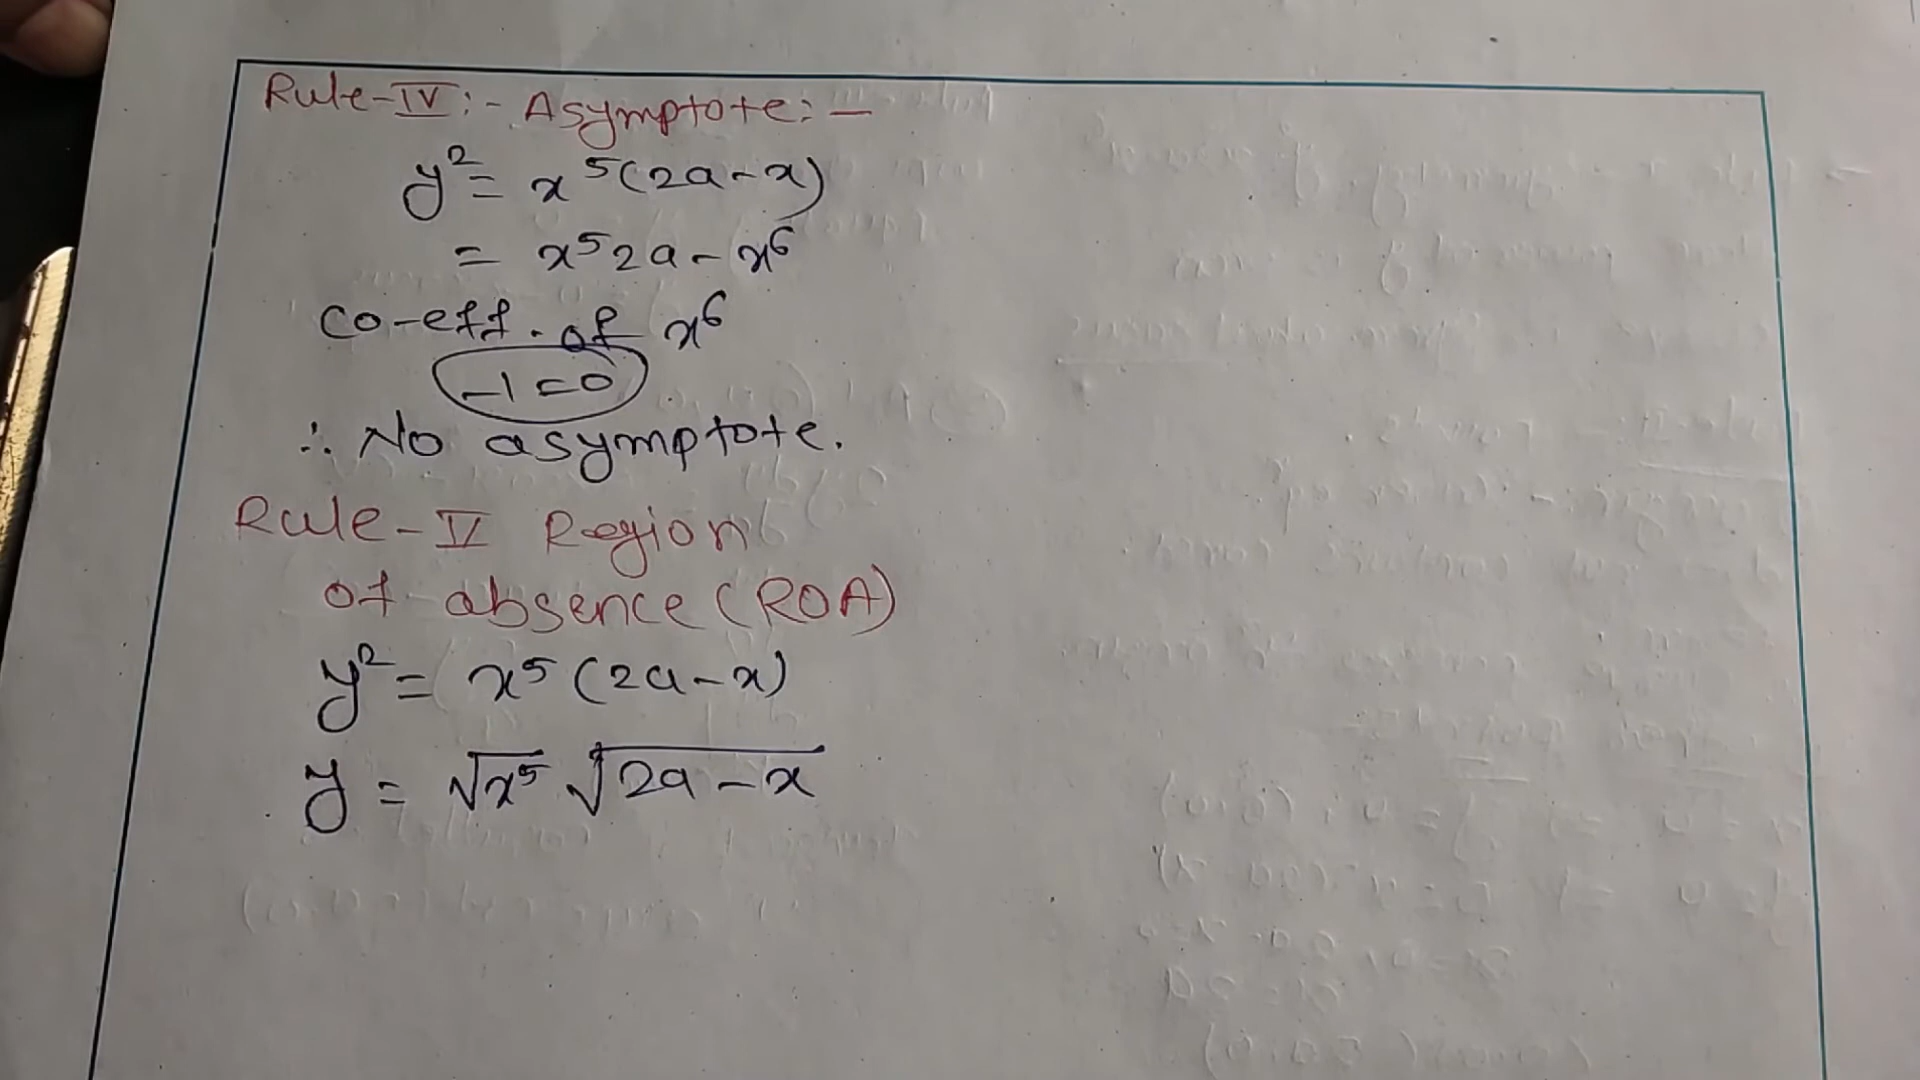 Rule-IV:- Asymptote:-
y² = x⁵(2a-x)
= x⁵2a - x⁶
co-eff. of x⁶
-1=0
∴ No asymptote.
Rule-V Region
of absence (ROA)
y² = x⁵ (2a-x)
y = √x⁵ √2a-x